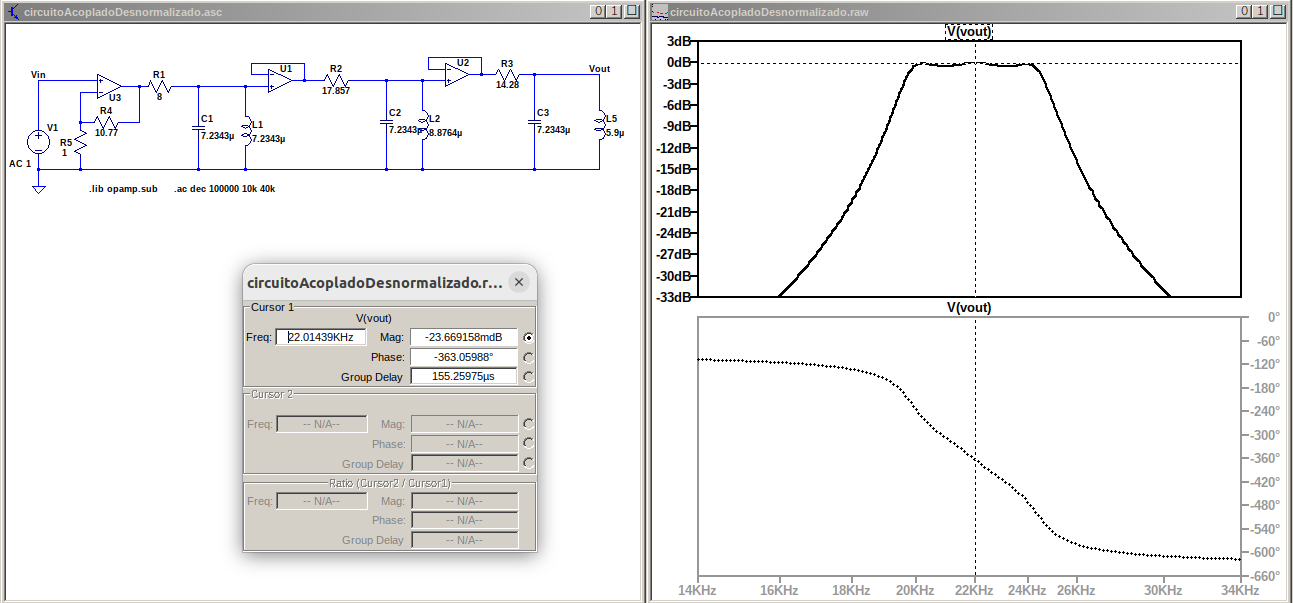 circuitoAcopladoDesnormalizado.asc
Vin
U3
R1
8
U1
R2
17.857
U2
R3
14.28
Vout
R4
10.77
V1
R5
1
C1
7.2343µ
L1
7.2343µ
C2
7.2343µ
L2
8.8764µ
C3
7.2343µ
L5
5.9µ
AC 1
.lib opamp.sub .ac dec 100000 10k 40k
circuitoAcopladoDesnormalizado.r...
Cursor 1
V(vout)
Freq: 22.01439KHz Mag: -23.669158mdB
Phase: -363.05988°
Group Delay 155.25975µs
Cursor 2
Freq: -- N/A-- Mag: -- N/A--
Phase: -- N/A--
Group Delay -- N/A--
Ratio (Cursor2 / Cursor1)
Freq: -- N/A-- Mag: -- N/A--
Phase: -- N/A--
Group Delay -- N/A--
circuitoAcopladoDesnormalizado.raw
V(vout)
3dB
0dB
-3dB
-6dB
-9dB
-12dB
-15dB
-18dB
-21dB
-24dB
-27dB
-30dB
-33dB
V(vout)
0°
-60°
-120°
-180°
-240°
-300°
-360°
-420°
-480°
-540°
-600°
-660°
14KHz 16KHz 18KHz 20KHz 22KHz 24KHz 26KHz 30KHz 34KHz